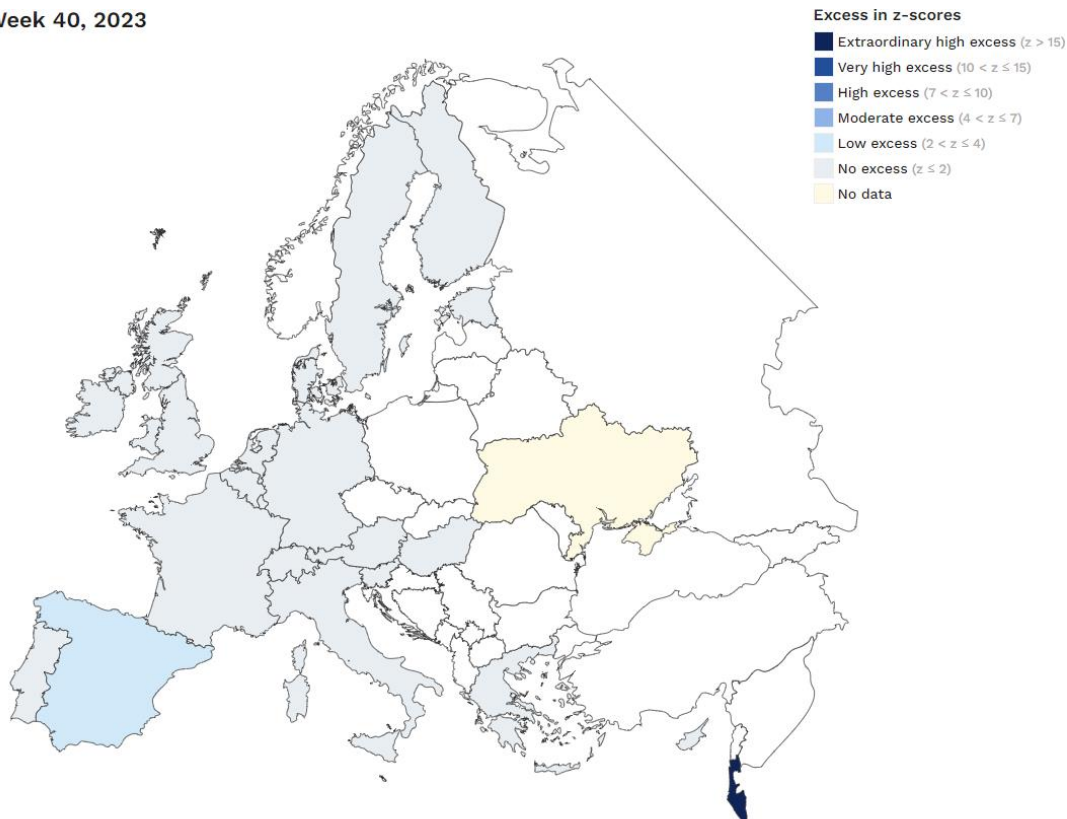 Week 40, 2023
Excess in z-scores
Extraordinary high excess (z > 15)
Very high excess (10 < z ≤ 15)
High excess (7 < z ≤ 10)
Moderate excess (4 < z ≤ 7)
Low excess (2 < z ≤ 4)
No excess (z ≤ 2)
No data